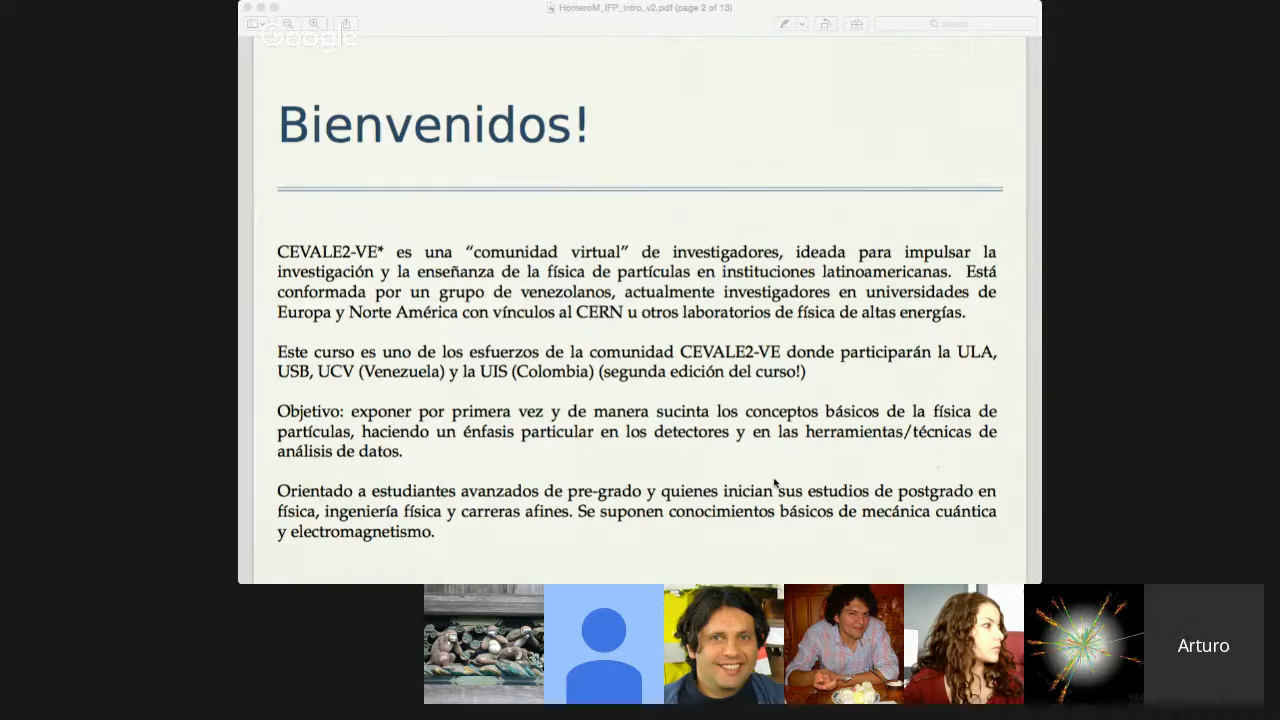 HomeroM_IFP_intro_v2.pdf (page 2 of 13)
Search
Google
Bienvenidos!
CEVALE2-VE* es una “comunidad virtual” de investigadores, ideada para impulsar la
investigación y la enseñanza de la física de partículas en instituciones latinoamericanas. Está
conformada por un grupo de venezolanos, actualmente investigadores en universidades de
Europa y Norte América con vínculos al CERN u otros laboratorios de física de altas energías.
Este curso es uno de los esfuerzos de la comunidad CEVALE2-VE donde participarán la ULA,
USB, UCV (Venezuela) y la UIS (Colombia) (segunda edición del curso!)
Objetivo: exponer por primera vez y de manera sucinta los conceptos básicos de la física de
partículas, haciendo un énfasis particular en los detectores y en las herramientas/técnicas de
análisis de datos.
Orientado a estudiantes avanzados de pre-grado y quienes inician sus estudios de postgrado en
física, ingeniería física y carreras afines. Se suponen conocimientos básicos de mecánica cuántica
y electromagnetismo.
Arturo